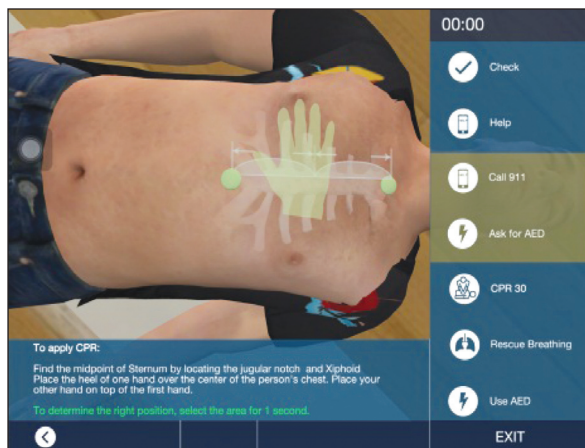 00:00
Check
Help
Call 911
Ask for AED
CPR 30
Rescue Breathing
Use AED
EXIT
To apply CPR:
Find the midpoint of Sternum by locating the jugular notch and Xiphoid
Place the heel of one hand over the center of the person's chest. Place your
other hand on top of the first hand.
To determine the right position, select the area for 1 second.